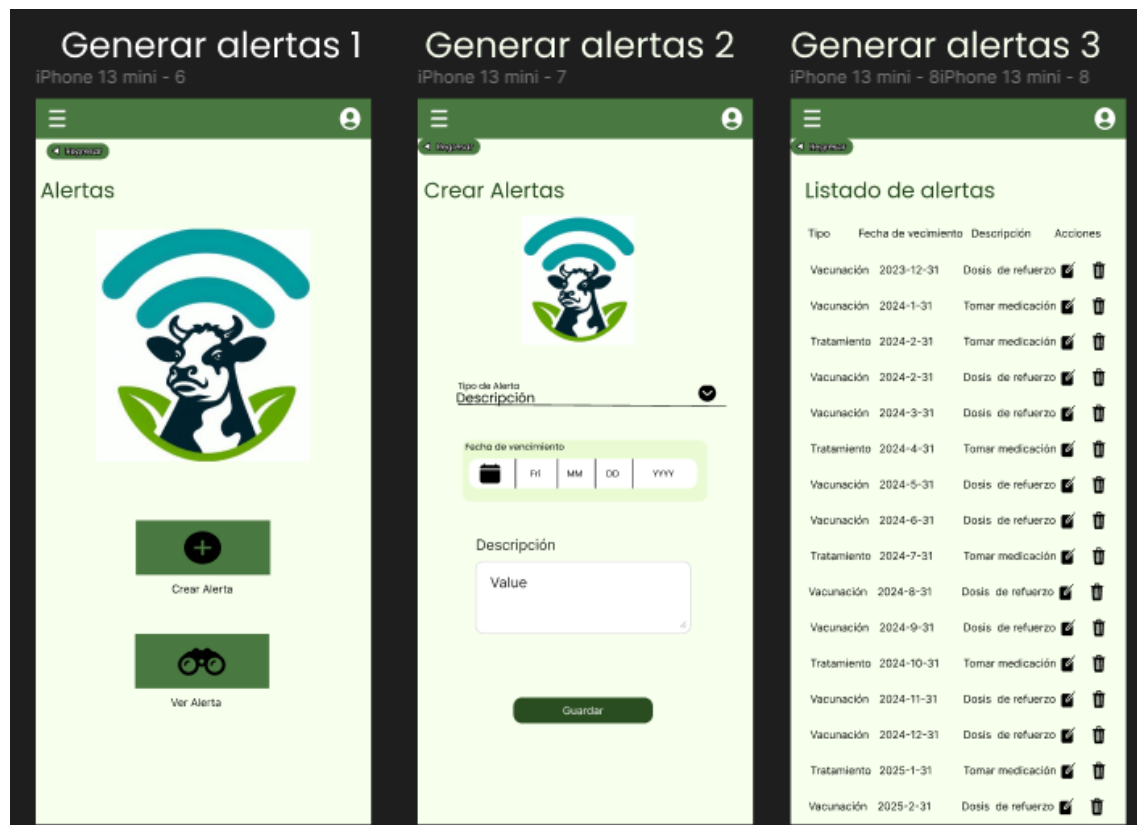 Generar alertas 1
iPhone 13 mini - 6
Regresar
Alertas
Crear Alerta
Ver Alerta
Generar alertas 2
iPhone 13 mini - 7
Regresar
Crear Alertas
Tipo de Alerta
Descripción
Fecha de vencimiento
Fri MM DD YYYY
Descripción
Value
Guardar
Generar alertas 3
iPhone 13 mini - 8iPhone 13 mini - 8
Regresar
Listado de alertas
Tipo Fecha de vecimiento Descripción Acciones
Vacunación 2023-12-31 Dosis de refuerzo
Vacunación 2024-1-31 Tomar medicación
Tratamiento 2024-2-31 Tomar medicación
Vacunación 2024-2-31 Dosis de refuerzo
Vacunación 2024-3-31 Dosis de refuerzo
Tratamiento 2024-4-31 Tomar medicación
Vacunación 2024-5-31 Dosis de refuerzo
Vacunación 2024-6-31 Dosis de refuerzo
Tratamiento 2024-7-31 Tomar medicación
Vacunación 2024-8-31 Dosis de refuerzo
Vacunación 2024-9-31 Dosis de refuerzo
Tratamiento 2024-10-31 Tomar medicación
Vacunación 2024-11-31 Dosis de refuerzo
Vacunación 2024-12-31 Dosis de refuerzo
Tratamiento 2025-1-31 Tomar medicación
Vacunación 2025-2-31 Dosis de refuerzo